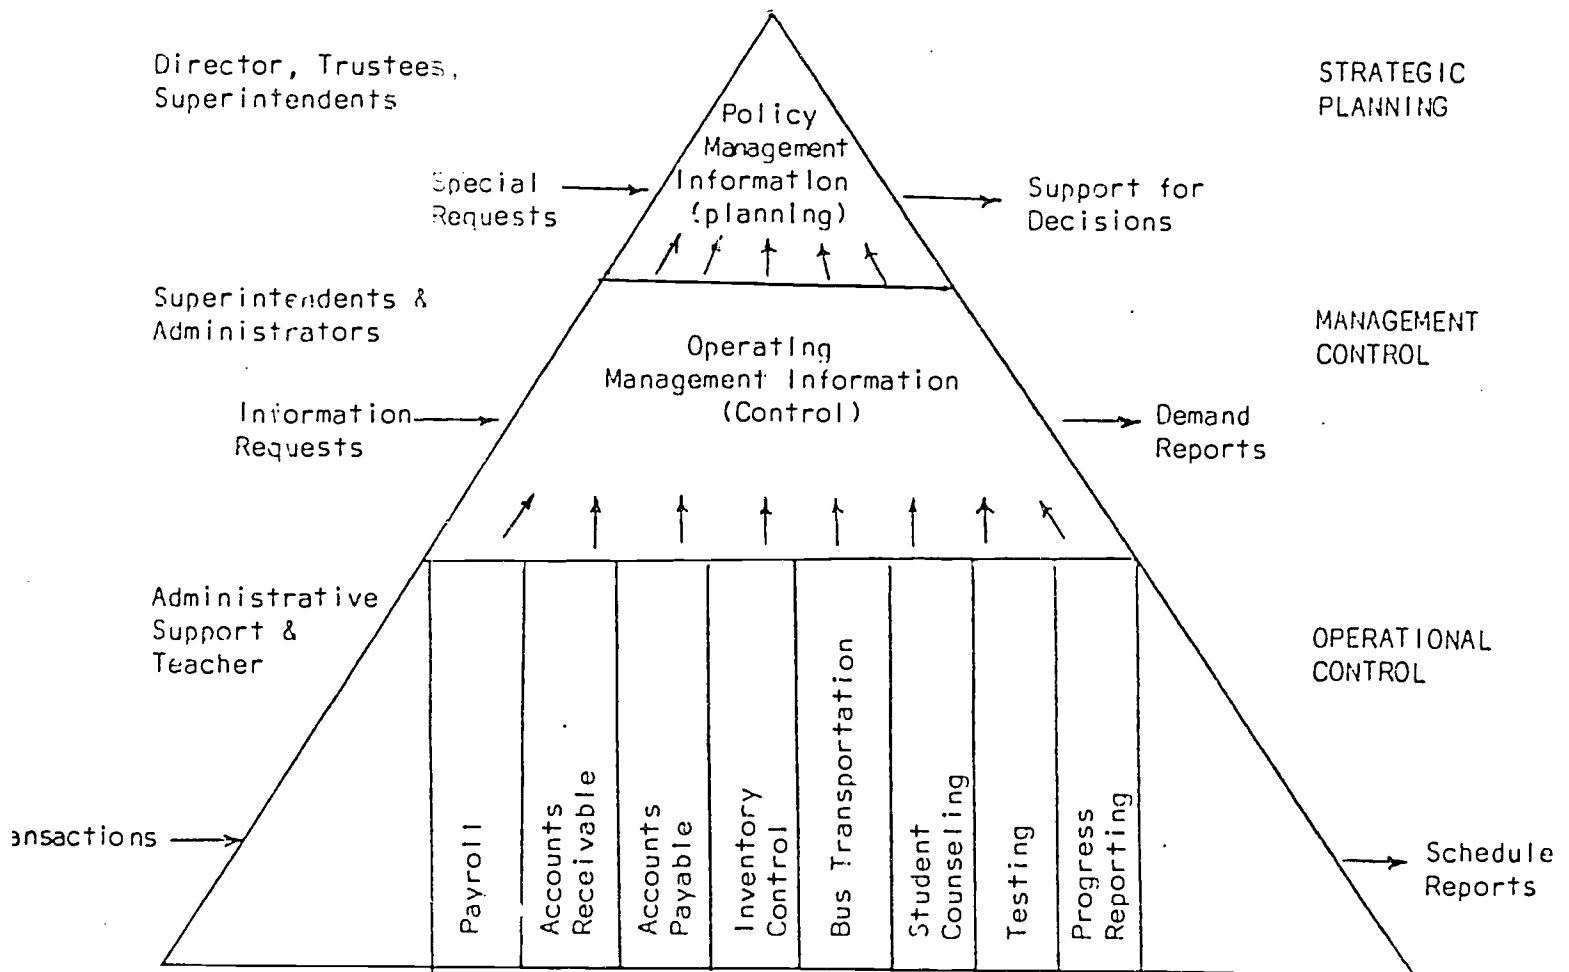 Director, Trustees,
Superintendents
STRATEGIC
PLANNING
Policy
Management
Information
(planning)
Special
Requests
Support for
Decisions
Superintendents &
Administrators
MANAGEMENT
CONTROL
Operating
Management Information
(Control)
Information
Requests
Demand
Reports
Administrative
Support &
Teacher
OPERATIONAL
CONTROL
ansactions
Payroll
Accounts
Receivable
Accounts
Payable
Inventory
Control
Bus Transportation
Student
Counseling
Testing
Progress
Reporting
Schedule
Reports